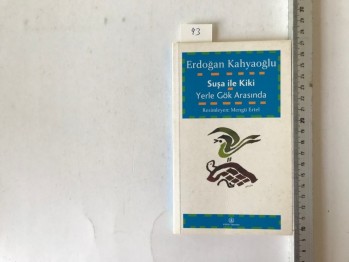 93
Erdoğan Kahyaoğlu
Suşa ile Kiki
Yerle Gök Arasında
Resimleyen: Mengü Ertel